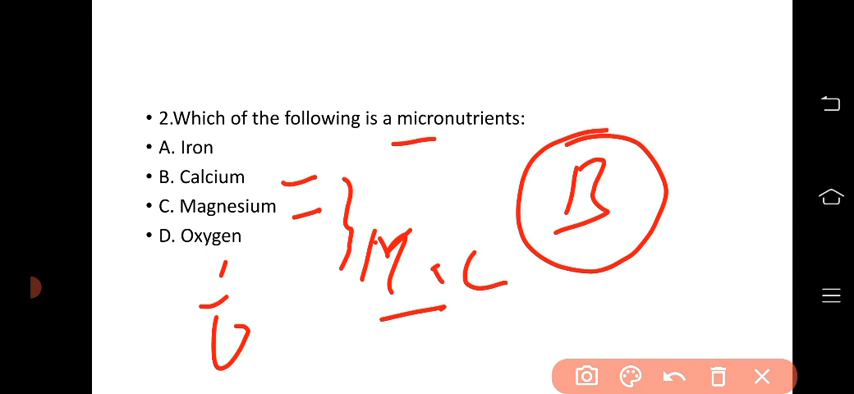 • 2.Which of the following is a micronutrients:
• A. Iron
• B. Calcium
• C. Magnesium
• D. Oxygen
B
M.C